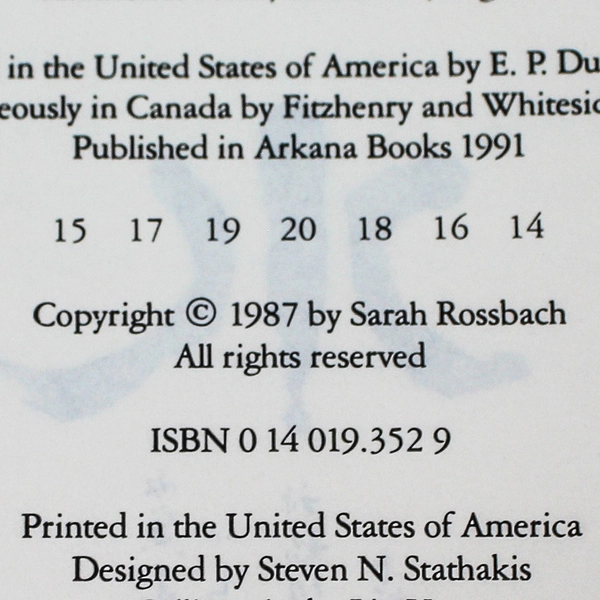 in the United States of America by E. P. Du
eously in Canada by Fitzhenry and Whitesid
Published in Arkana Books 1991
15 17 19 20 18 16 14
Copyright © 1987 by Sarah Rossbach
All rights reserved
ISBN 0 14 019.352 9
Printed in the United States of America
Designed by Steven N. Stathakis